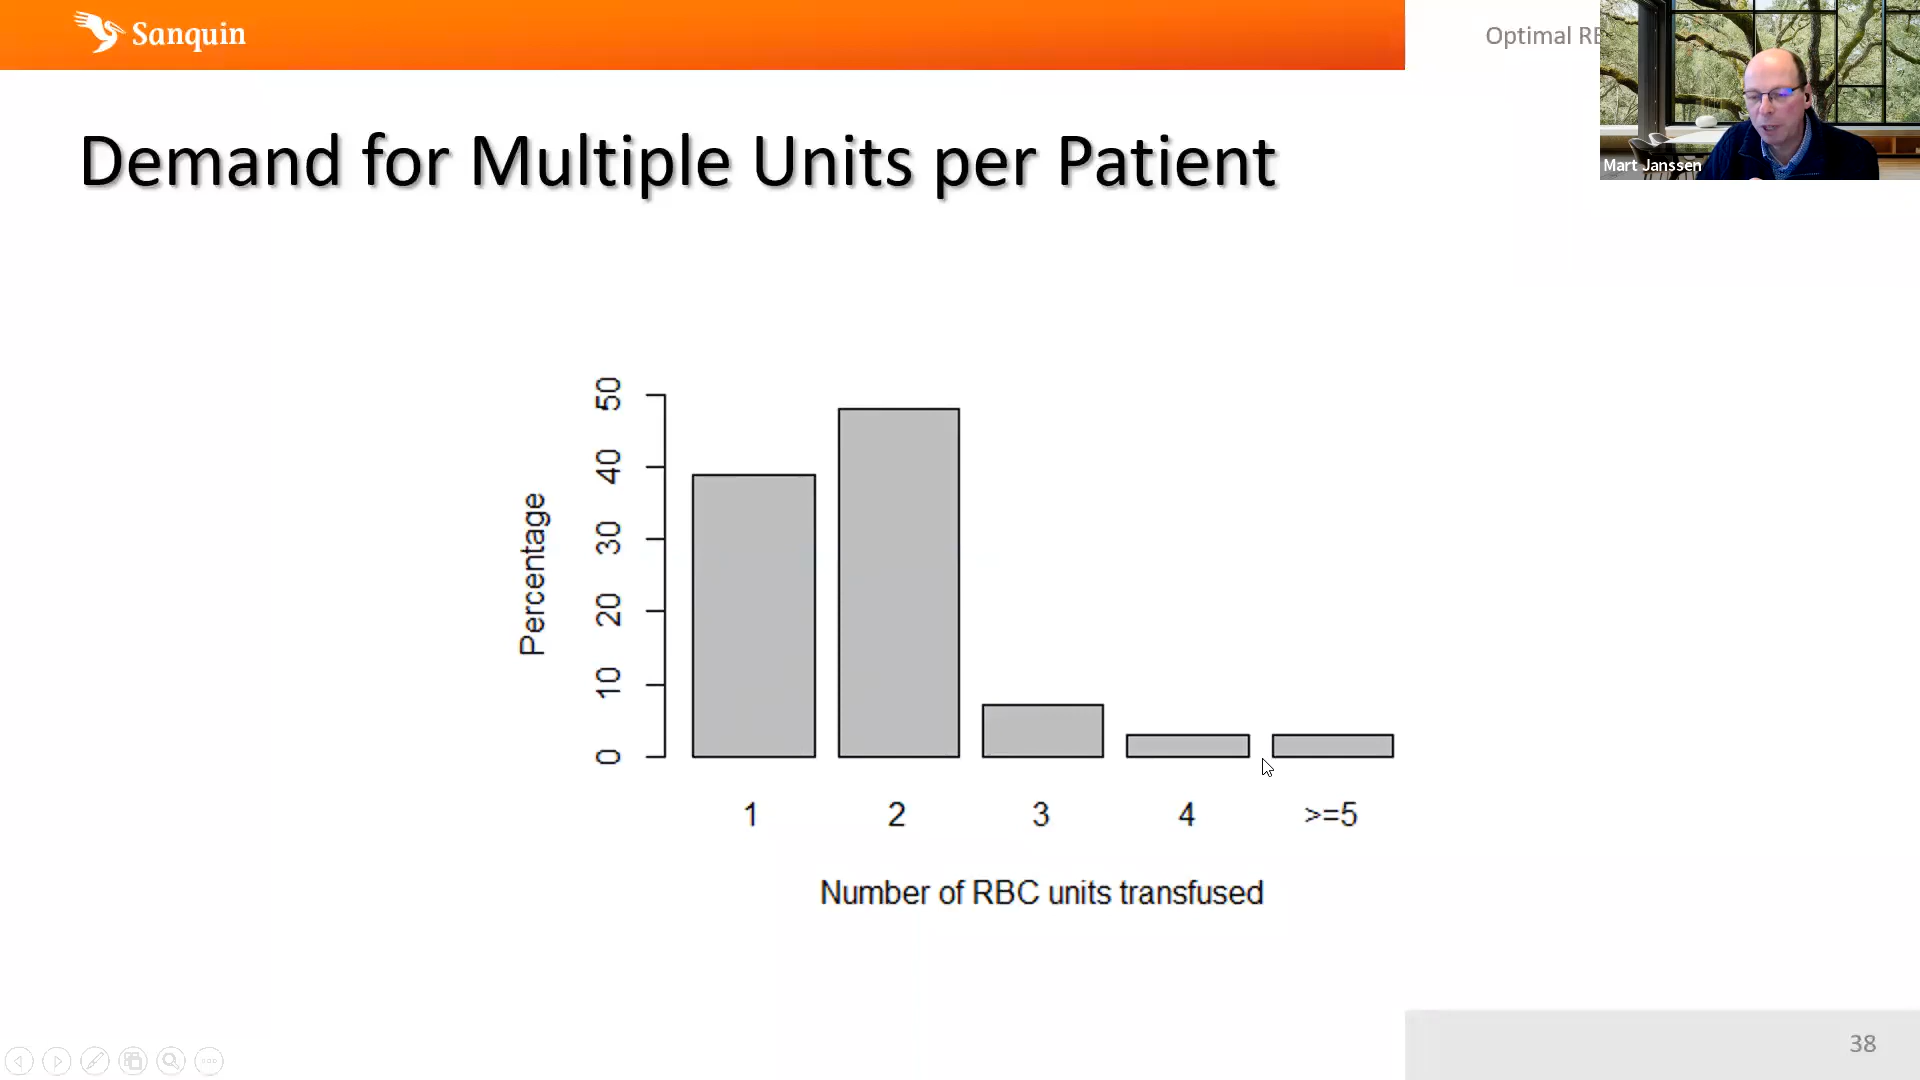 Sanquin
Optimal
Mart Janssen
Demand for Multiple Units per Patient
50
40
30
20
10
0
Percentage
1 2 3 4 >=5
Number of RBC units transfused
38